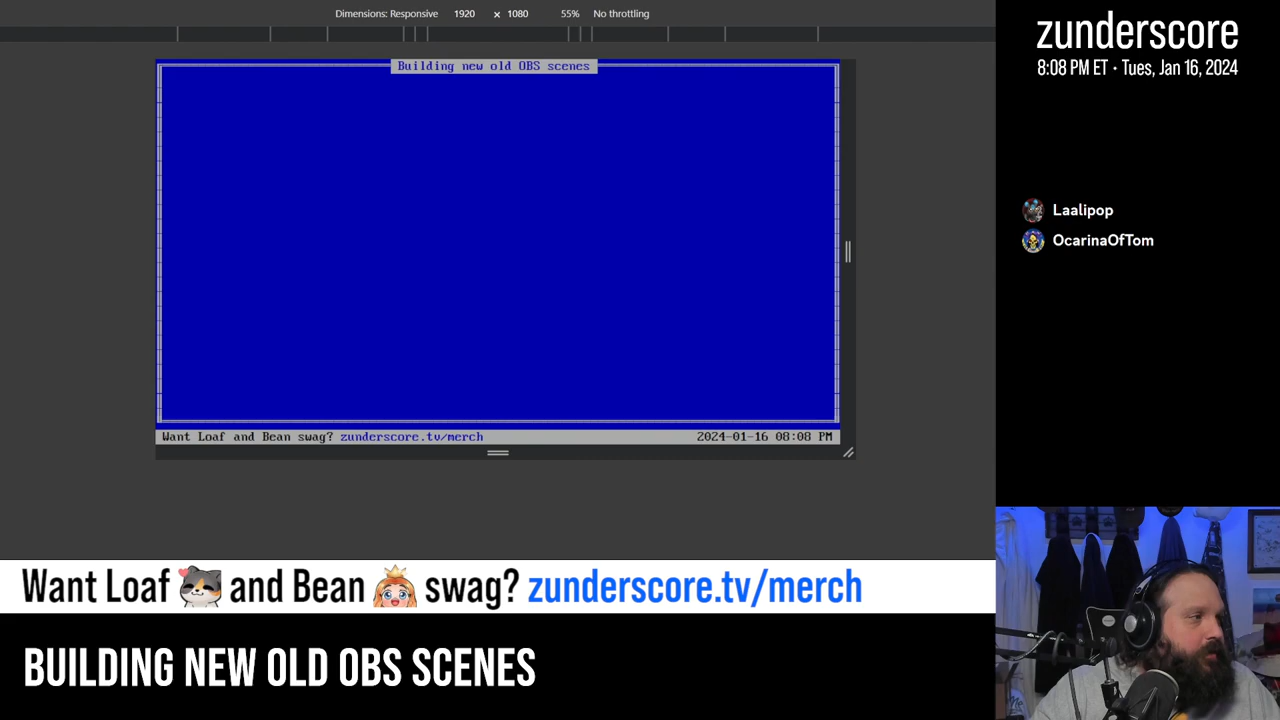 Dimensions: Responsive 1920 × 1080 55% No throttling
zunderscore
8:08 PM ET • Tues, Jan 16, 2024
Building new old OBS scenes
Laalipop
OcarinaOfTom
Want Loaf and Bean swag? zunderscore.tv/merch 2024-01-16 08:08 PM
Want Loaf and Bean swag? zunderscore.tv/merch
BUILDING NEW OLD OBS SCENES